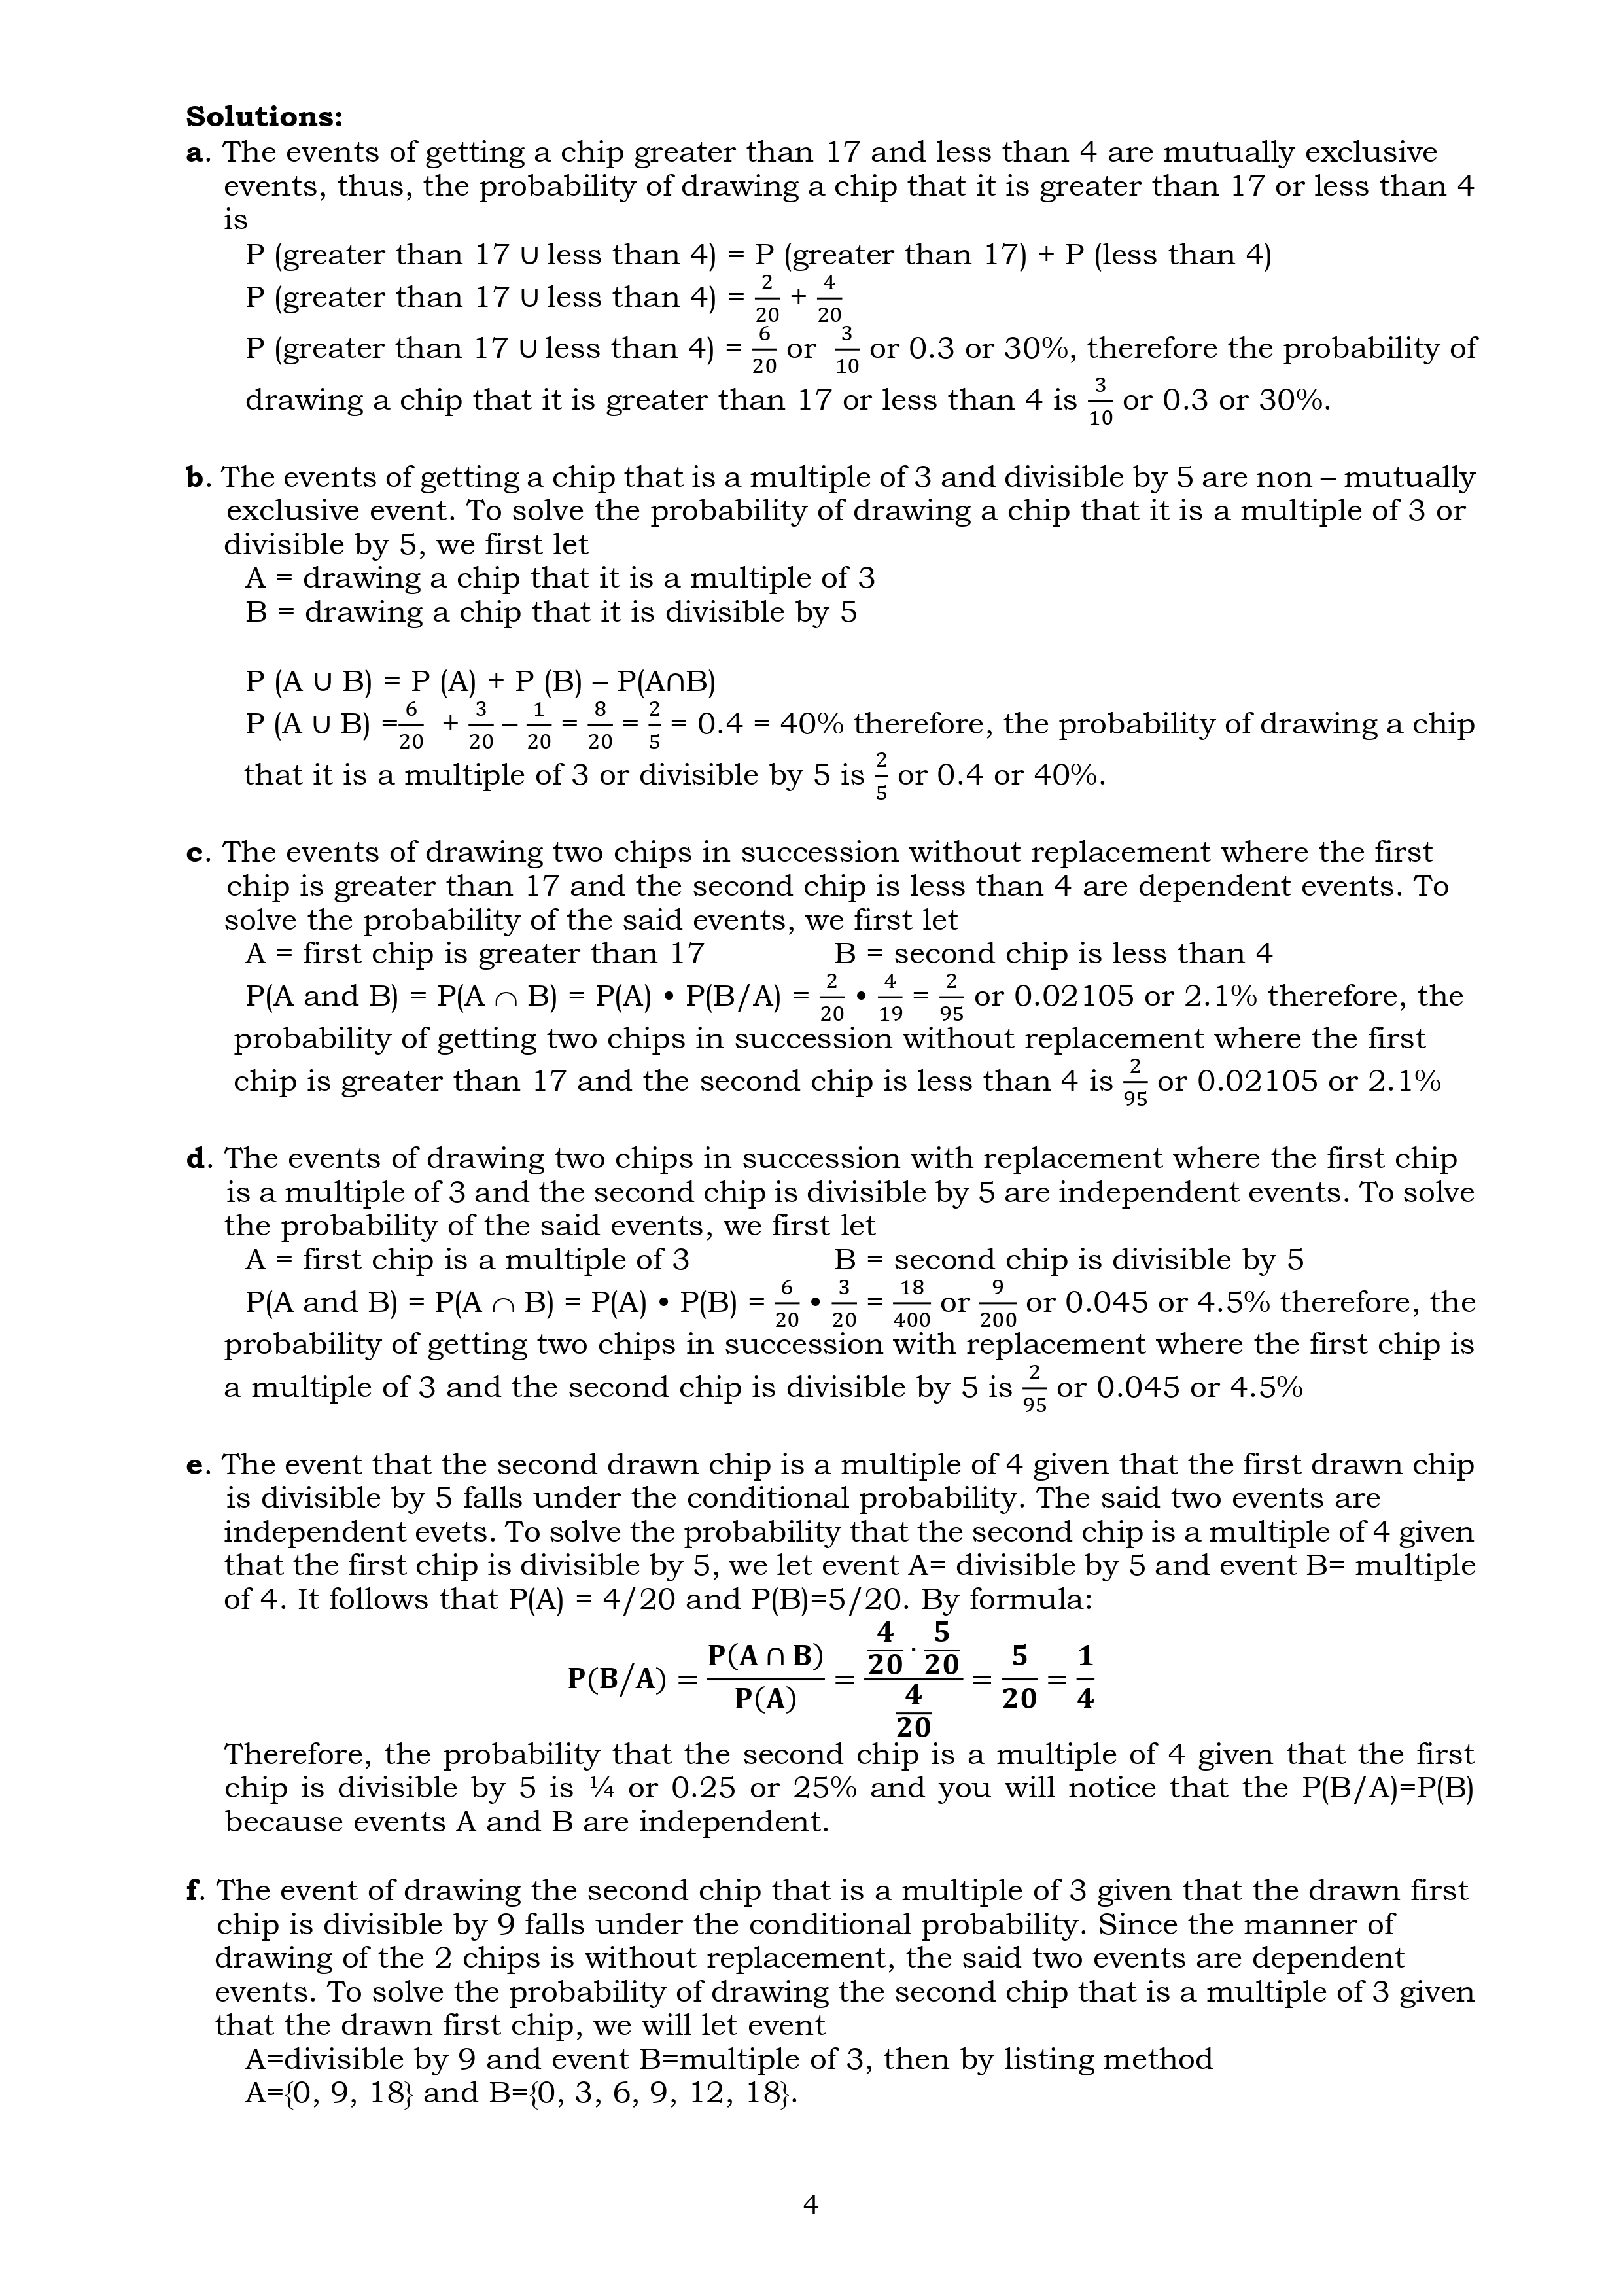 Solutions:
a. The events of getting a chip greater than 17 and less than 4 are mutually exclusive
events, thus, the probability of drawing a chip that it is greater than 17 or less than 4
is
P (greater than 17 ∪ less than 4) = P (greater than 17) + P (less than 4)
P (greater than 17 ∪ less than 4) = 2/20 + 4/20
P (greater than 17 ∪ less than 4) = 6/20 or 3/10 or 0.3 or 30%, therefore the probability of
drawing a chip that it is greater than 17 or less than 4 is 3/10 or 0.3 or 30%.
b. The events of getting a chip that is a multiple of 3 and divisible by 5 are non – mutually
exclusive event. To solve the probability of drawing a chip that it is a multiple of 3 or
divisible by 5, we first let
A = drawing a chip that it is a multiple of 3
B = drawing a chip that it is divisible by 5
P (A ∪ B) = P (A) + P (B) – P(A∩B)
P (A ∪ B) =6/20 + 3/20 – 1/20 = 8/20 = 2/5 = 0.4 = 40% therefore, the probability of drawing a chip
that it is a multiple of 3 or divisible by 5 is 2/5 or 0.4 or 40%.
c. The events of drawing two chips in succession without replacement where the first
chip is greater than 17 and the second chip is less than 4 are dependent events. To
solve the probability of the said events, we first let
A = first chip is greater than 17 B = second chip is less than 4
P(A and B) = P(A ∩ B) = P(A) • P(B/A) = 2/20 • 4/19 = 2/95 or 0.02105 or 2.1% therefore, the
probability of getting two chips in succession without replacement where the first
chip is greater than 17 and the second chip is less than 4 is 2/95 or 0.02105 or 2.1%
d. The events of drawing two chips in succession with replacement where the first chip
is a multiple of 3 and the second chip is divisible by 5 are independent events. To solve
the probability of the said events, we first let
A = first chip is a multiple of 3 B = second chip is divisible by 5
P(A and B) = P(A ∩ B) = P(A) • P(B) = 6/20 • 3/20 = 18/400 or 9/200 or 0.045 or 4.5% therefore, the
probability of getting two chips in succession with replacement where the first chip is
a multiple of 3 and the second chip is divisible by 5 is 2/95 or 0.045 or 4.5%
e. The event that the second drawn chip is a multiple of 4 given that the first drawn chip
is divisible by 5 falls under the conditional probability. The said two events are
independent evets. To solve the probability that the second chip is a multiple of 4 given
that the first chip is divisible by 5, we let event A= divisible by 5 and event B= multiple
of 4. It follows that P(A) = 4/20 and P(B)=5/20. By formula:
P(B/A) = P(A ∩ B)/P(A) = (4/20 · 5/20)/(4/20) = 5/20 = 1/4
Therefore, the probability that the second chip is a multiple of 4 given that the first
chip is divisible by 5 is ¼ or 0.25 or 25% and you will notice that the P(B/A)=P(B)
because events A and B are independent.
f. The event of drawing the second chip that is a multiple of 3 given that the drawn first
chip is divisible by 9 falls under the conditional probability. Since the manner of
drawing of the 2 chips is without replacement, the said two events are dependent
events. To solve the probability of drawing the second chip that is a multiple of 3 given
that the drawn first chip, we will let event
A=divisible by 9 and event B=multiple of 3, then by listing method
A={0, 9, 18} and B={0, 3, 6, 9, 12, 18}.
4